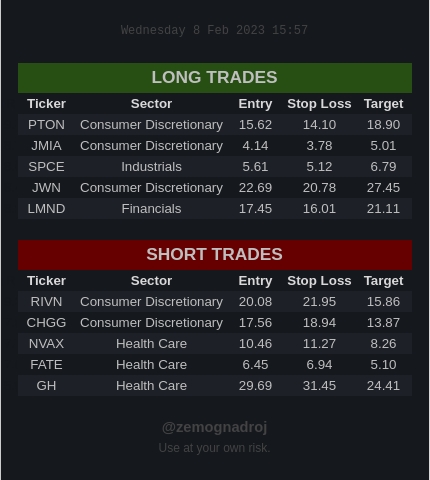 Wednesday 8 Feb 2023 15:57
LONG TRADES
Ticker Sector Entry Stop Loss Target
PTON Consumer Discretionary 15.62 14.10 18.90
JMIA Consumer Discretionary 4.14 3.78 5.01
SPCE Industrials 5.61 5.12 6.79
JWN Consumer Discretionary 22.69 20.78 27.45
LMND Financials 17.45 16.01 21.11
SHORT TRADES
Ticker Sector Entry Stop Loss Target
RIVN Consumer Discretionary 20.08 21.95 15.86
CHGG Consumer Discretionary 17.56 18.94 13.87
NVAX Health Care 10.46 11.27 8.26
FATE Health Care 6.45 6.94 5.10
GH Health Care 29.69 31.45 24.41
@zemognadroj
Use at your own risk.